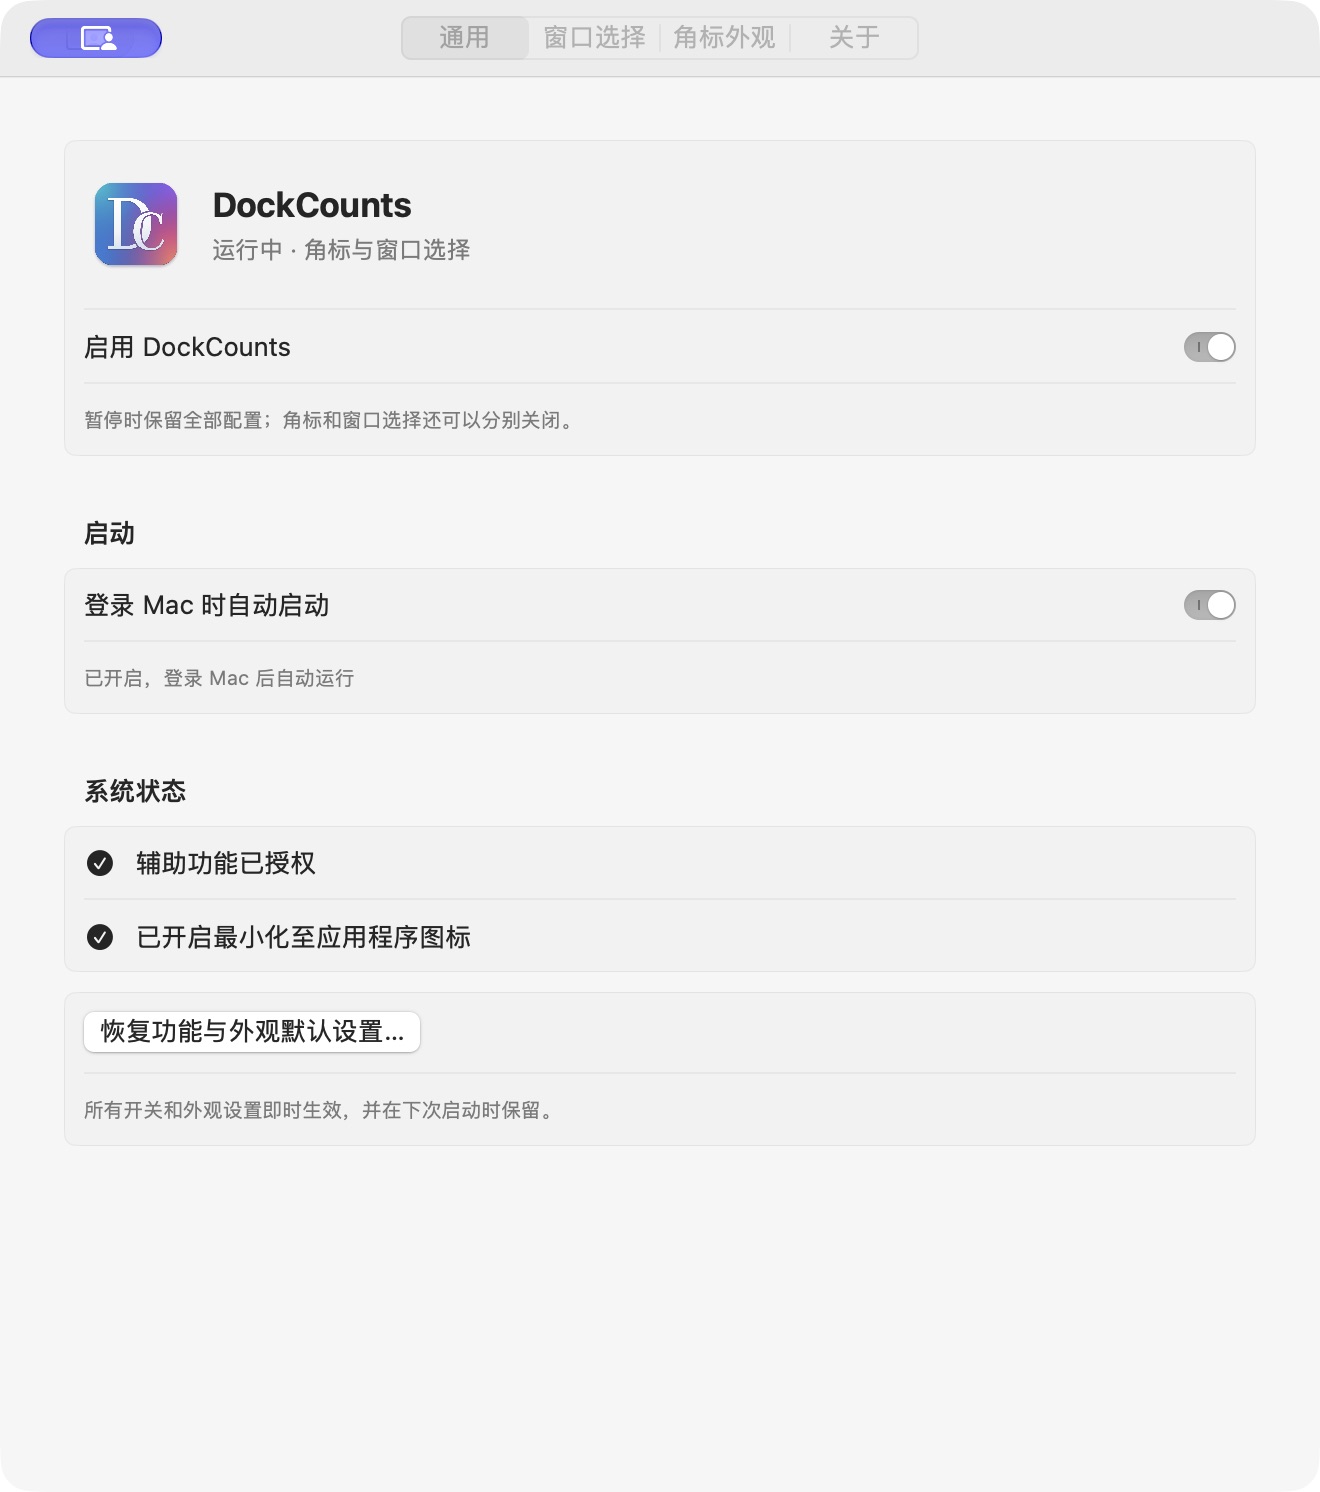 通用 窗口选择 角标外观 关于
DC
DockCounts
运行中 · 角标与窗口选择
启用 DockCounts
暂停时保留全部配置；角标和窗口选择还可以分别关闭。
启动
登录 Mac 时自动启动
已开启，登录 Mac 后自动运行
系统状态
辅助功能已授权
已开启最小化至应用程序图标
恢复功能与外观默认设置...
所有开关和外观设置即时生效，并在下次启动时保留。